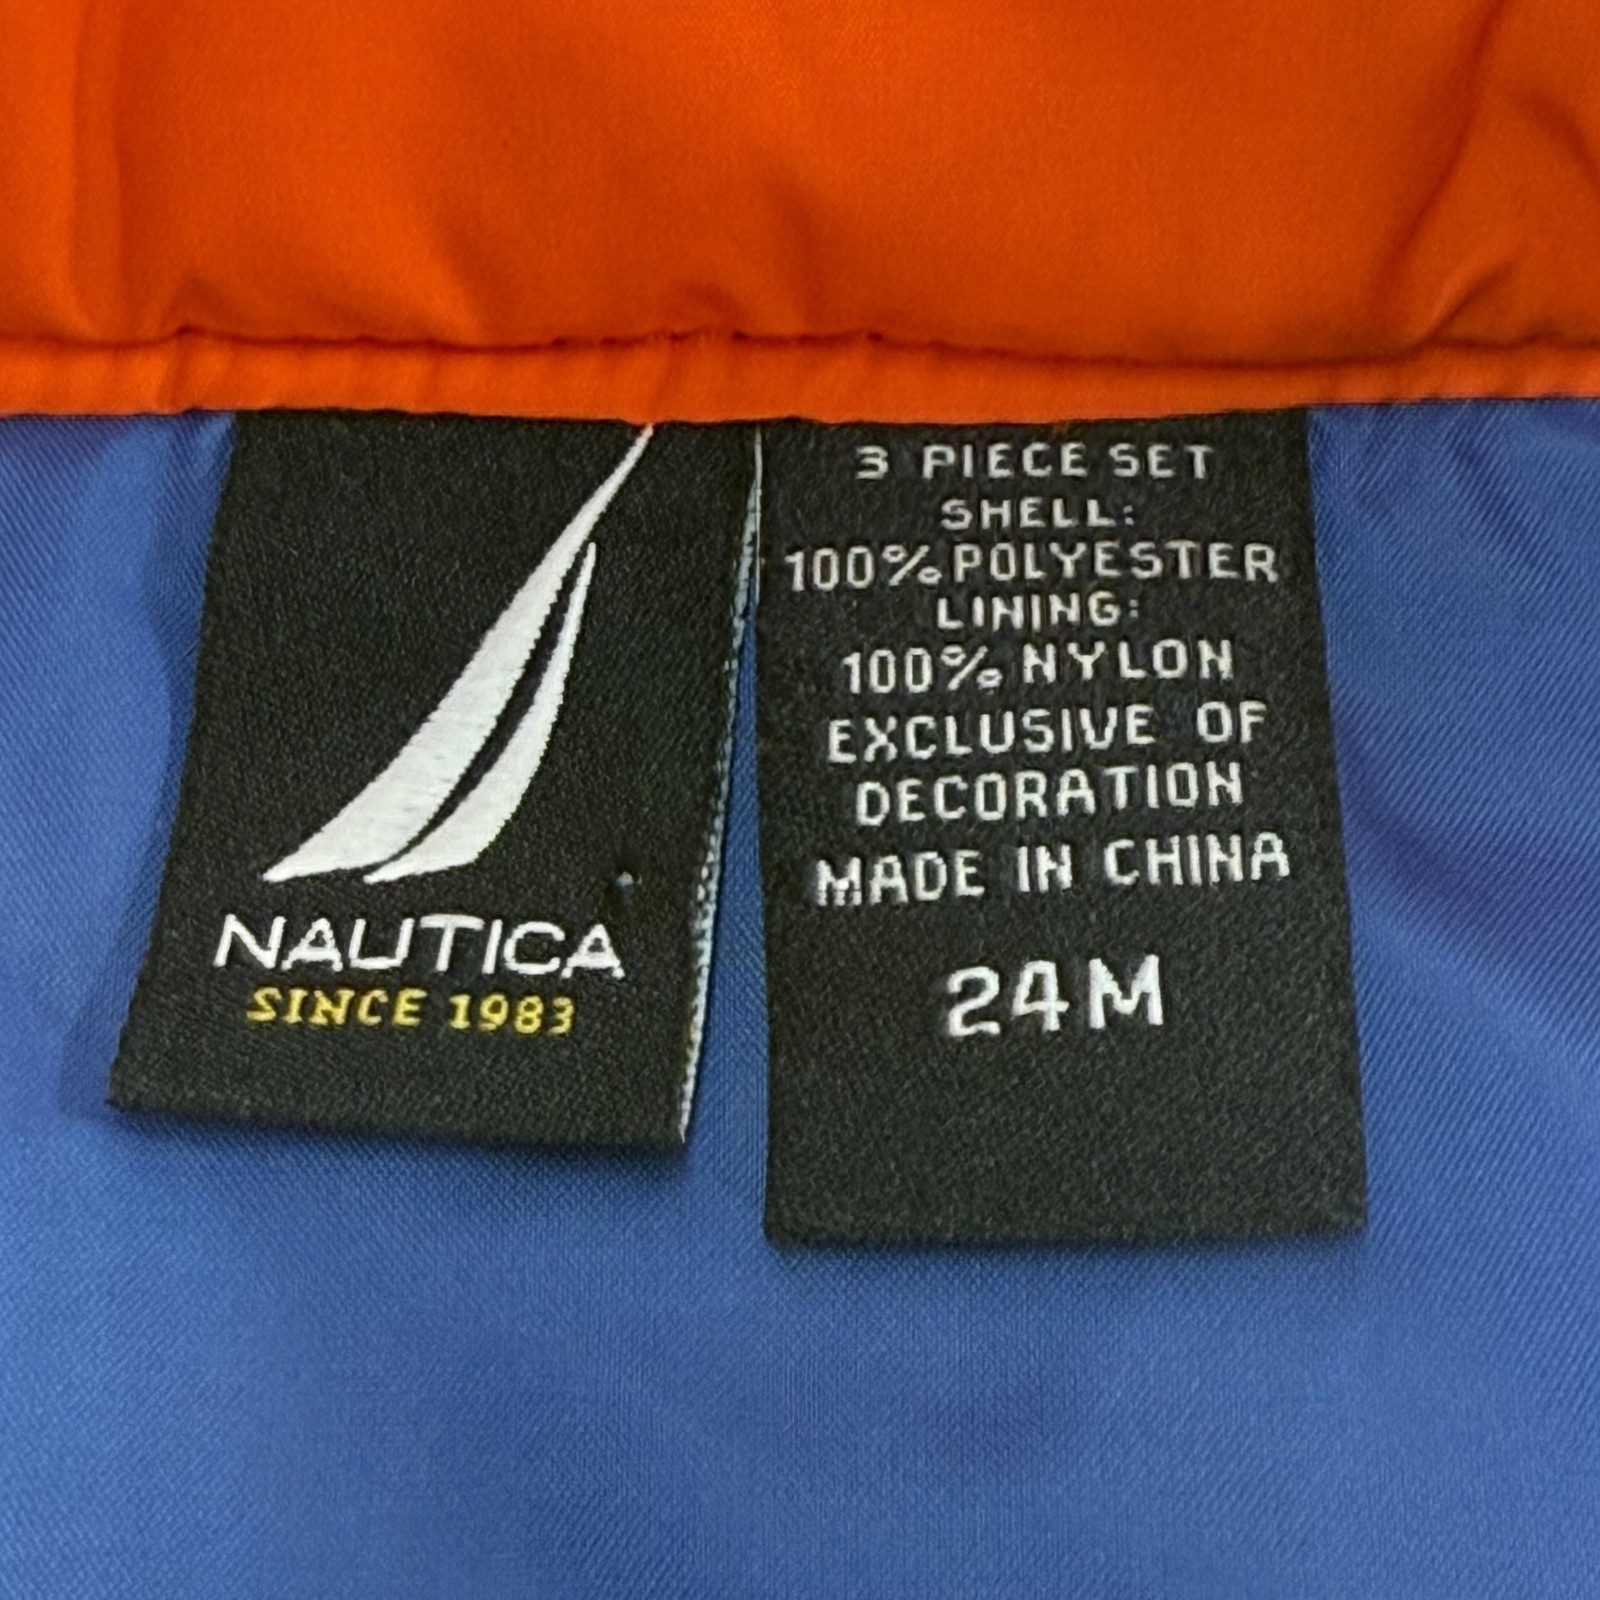 NAUTICA
SINCE 1983
3 PIECE SET
SHELL:
100% POLYESTER
LINING:
100% NYLON
EXCLUSIVE OF
DECORATION
MADE IN CHINA
24M